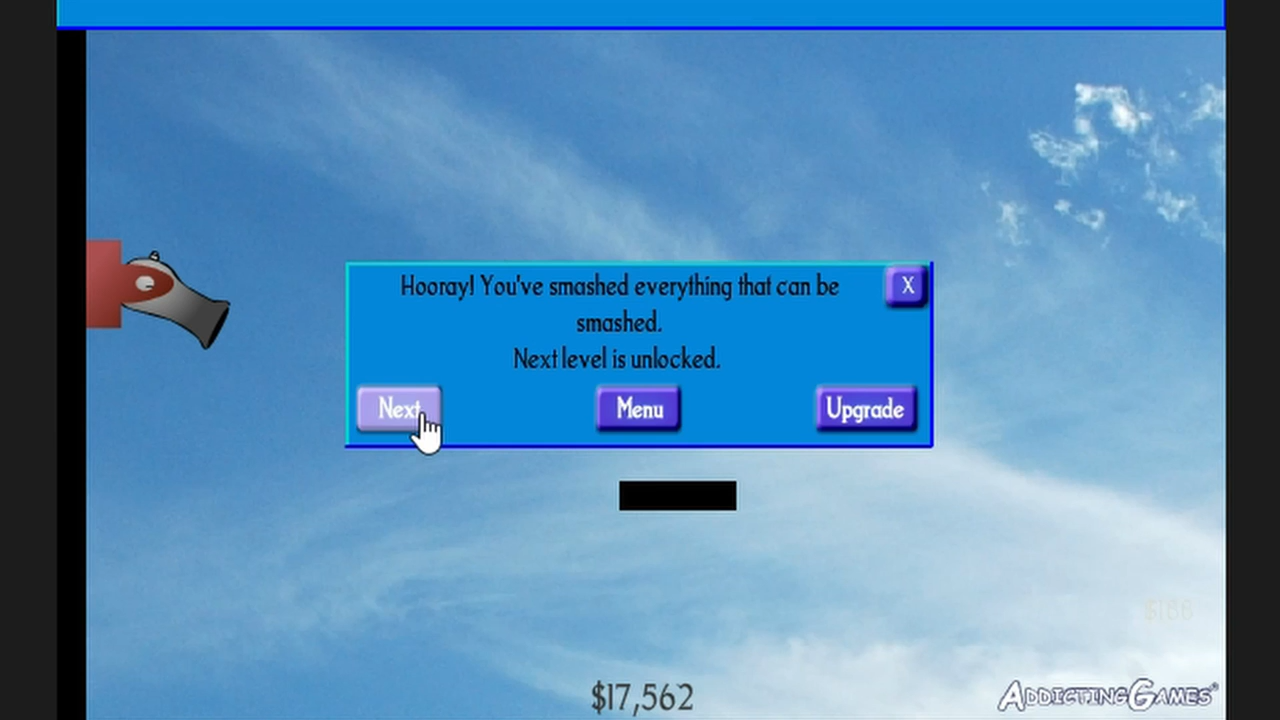 Hooray! You've smashed everything that can be
smashed.
Next level is unlocked.
X
Next
Menu
Upgrade
$166
$17,562
ADDICTINGGAMES